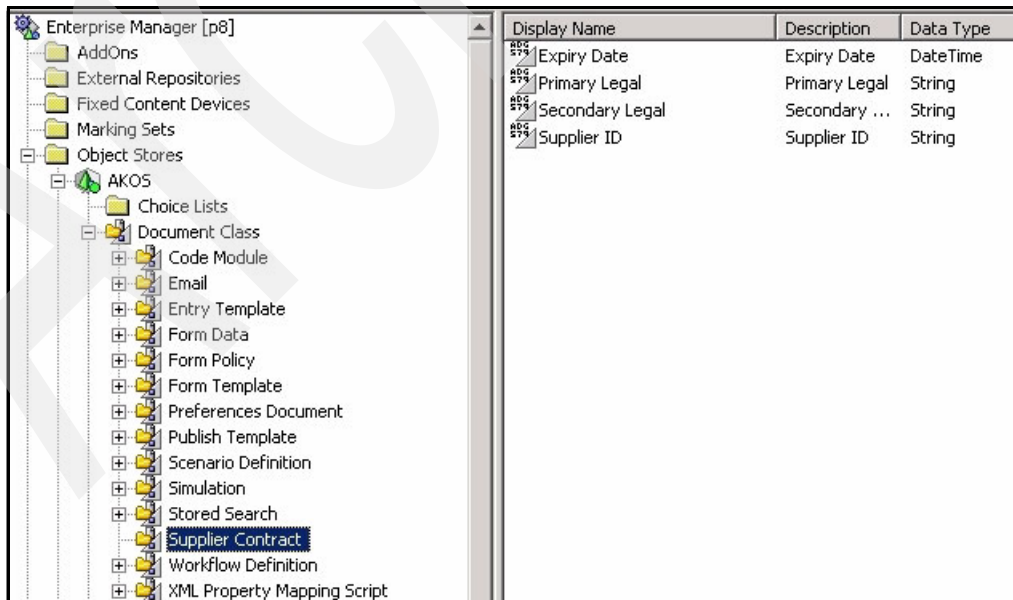 Enterprise Manager [p8]
AddOns
External Repositories
Fixed Content Devices
Marking Sets
Object Stores
AKOS
Choice Lists
Document Class
Code Module
Email
Entry Template
Form Data
Form Policy
Form Template
Preferences Document
Publish Template
Scenario Definition
Simulation
Stored Search
Supplier Contract
Workflow Definition
XML Property Mapping Script
Display Name Description Data Type
Expiry Date Expiry Date DateTime
Primary Legal Primary Legal String
Secondary Legal Secondary ... String
Supplier ID Supplier ID String